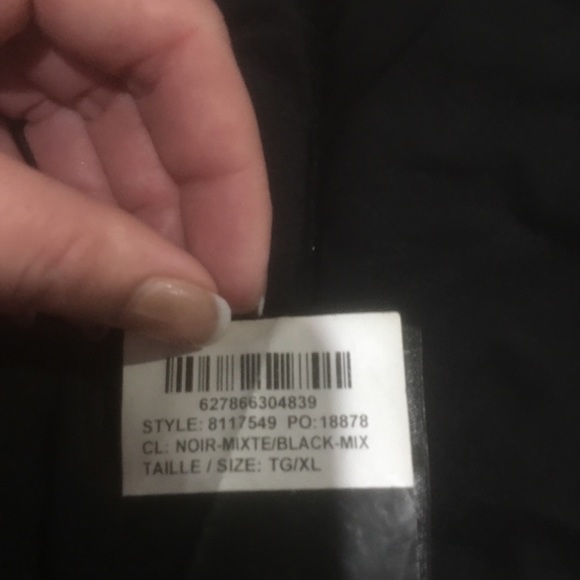 627866304839
STYLE: 8117549 PO:18878
CL: NOIR-MIXTE/BLACK-MIX
TAILLE / SIZE: TG/XL